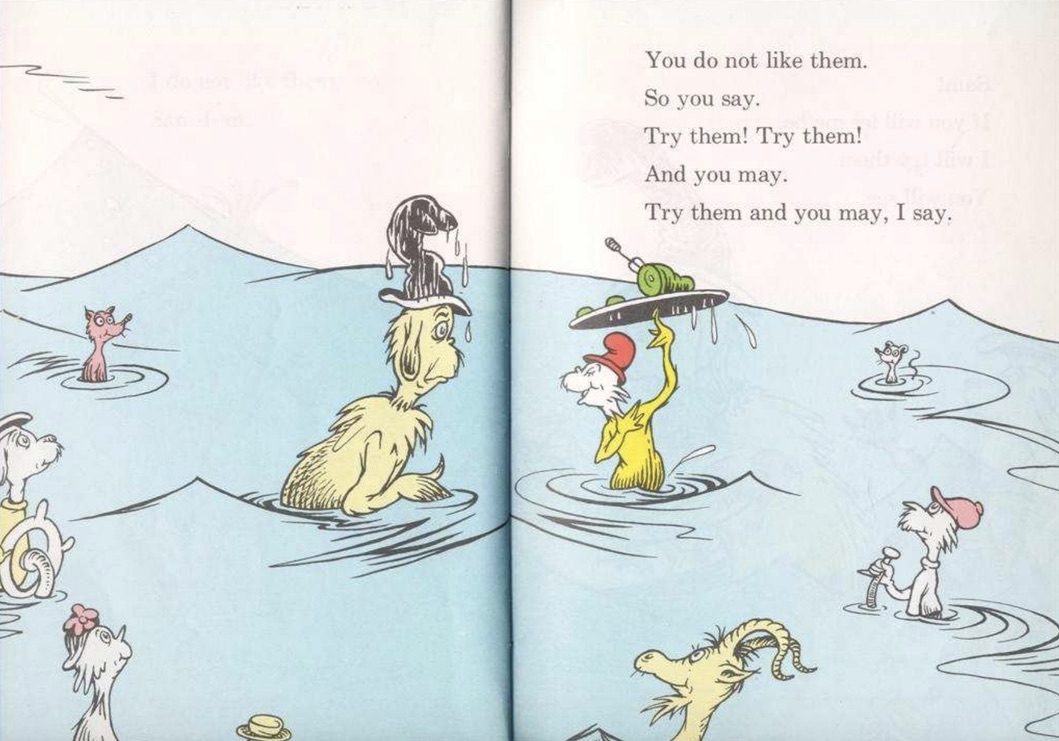 You do not like them.
So you say.
Try them! Try them!
And you may.
Try them and you may, I say.